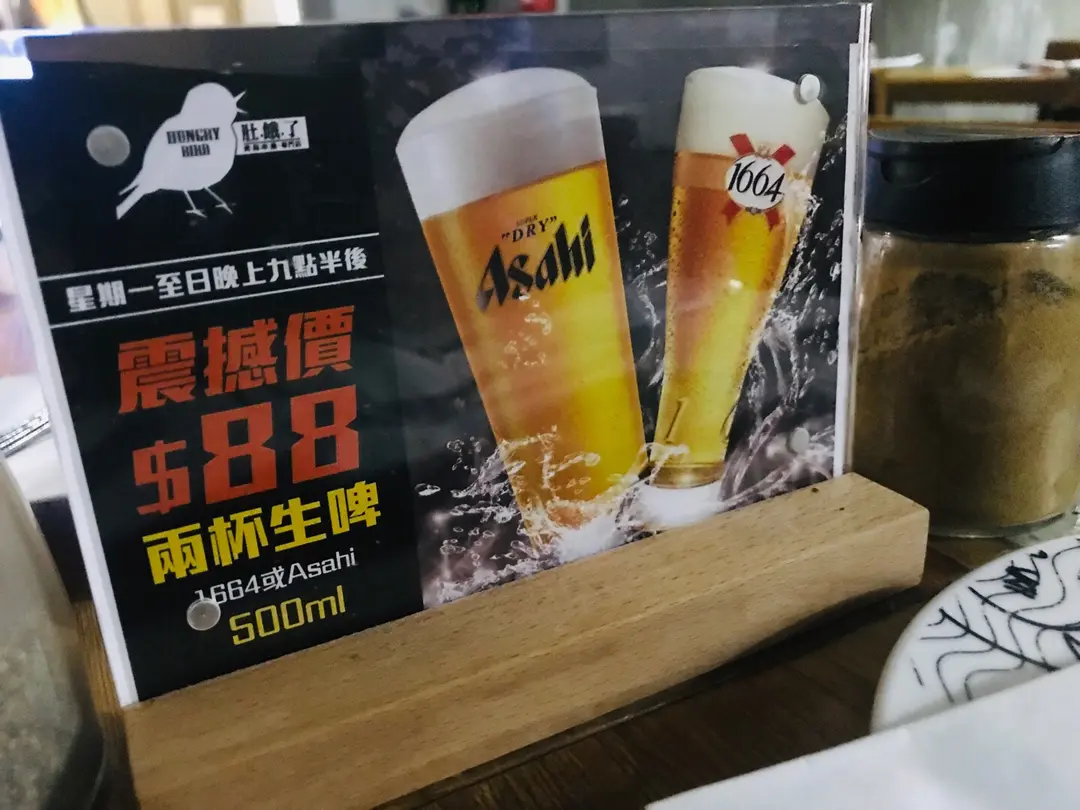 HUNGRY
BIRD
肚.餓.了
星期一至日晚上九點半後
震撼價
$88
兩杯生啤
1664或Asahi
500ml
SUPER
"DRY"
Asahi
1664